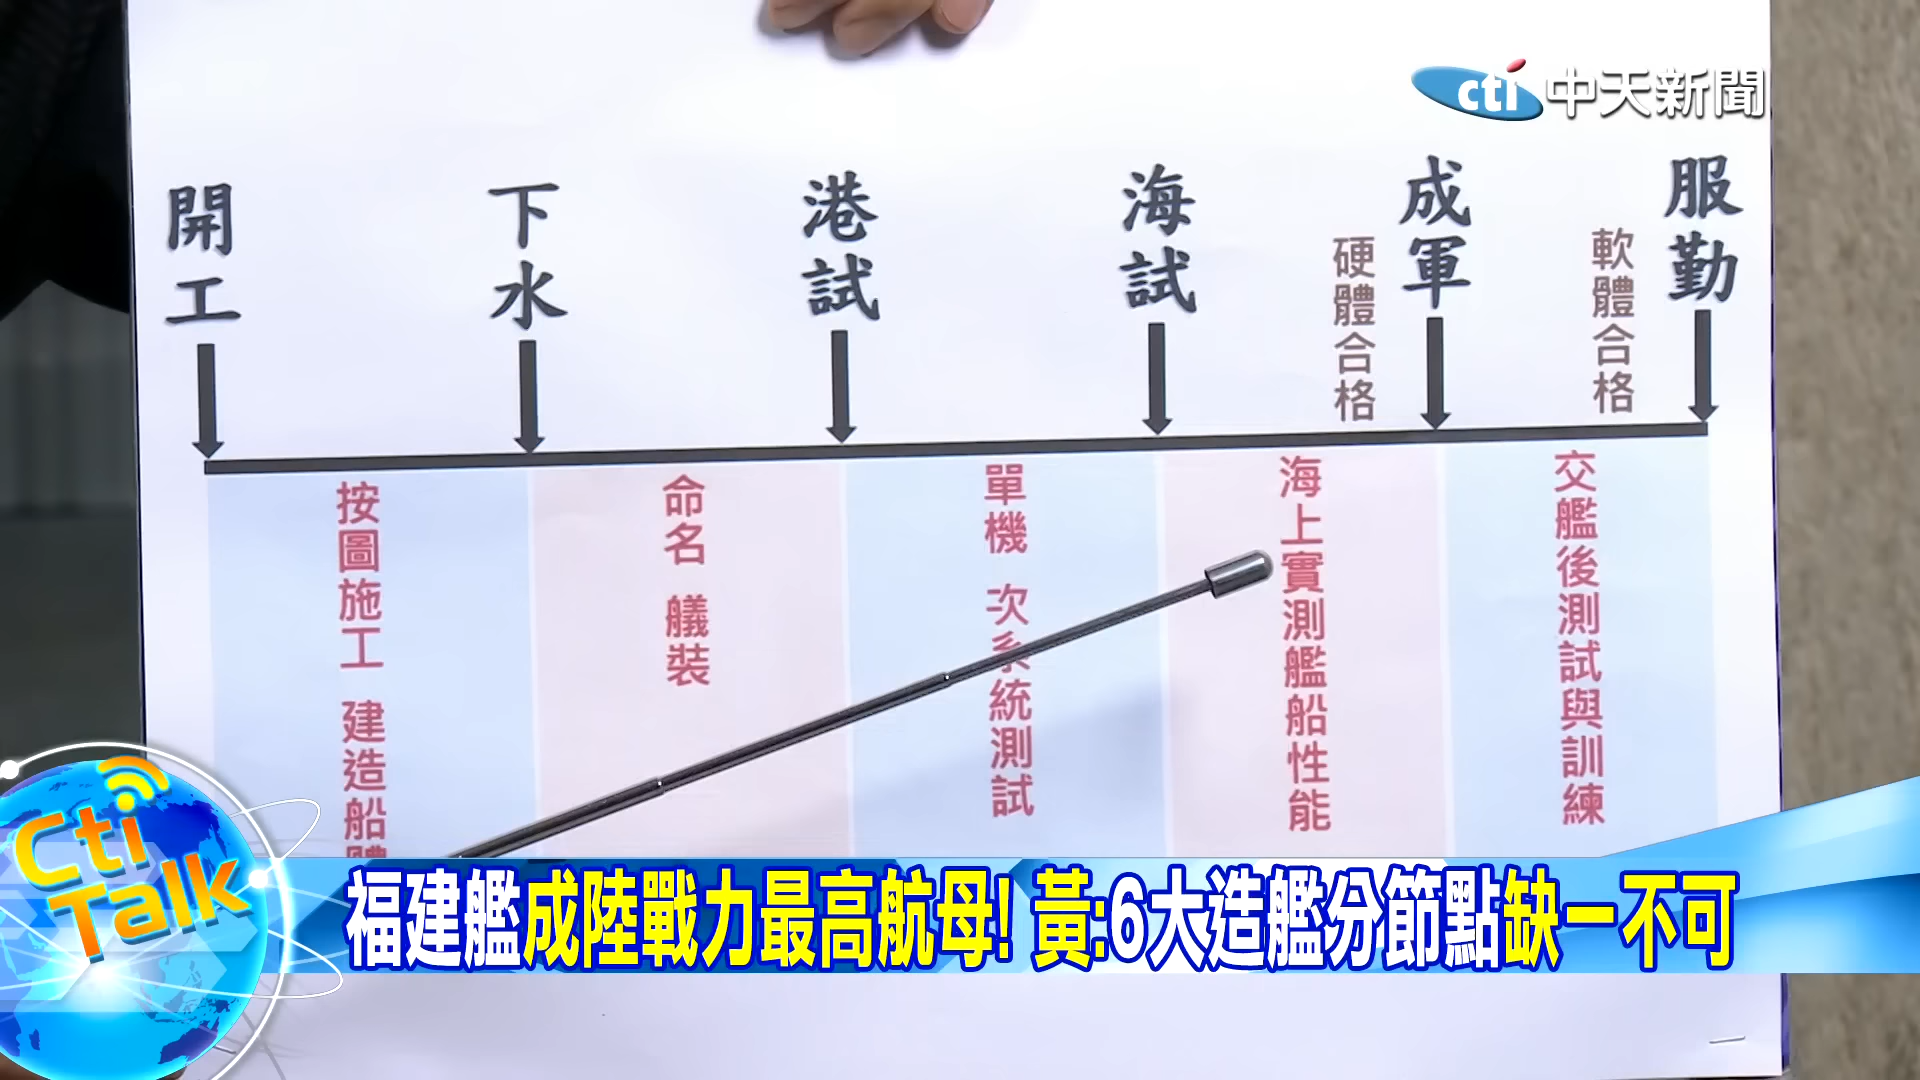 cti 中天新聞
開工
下水
港試
海試
硬體合格
成軍
軟體合格
服勤
按圖施工 建造船體
命名 艤裝
單機 次系統測試
海上實測艦船性能
交艦後測試與訓練
Cti Talk
福建艦成陸戰力最高航母! 黃:6大造艦分節點缺一不可